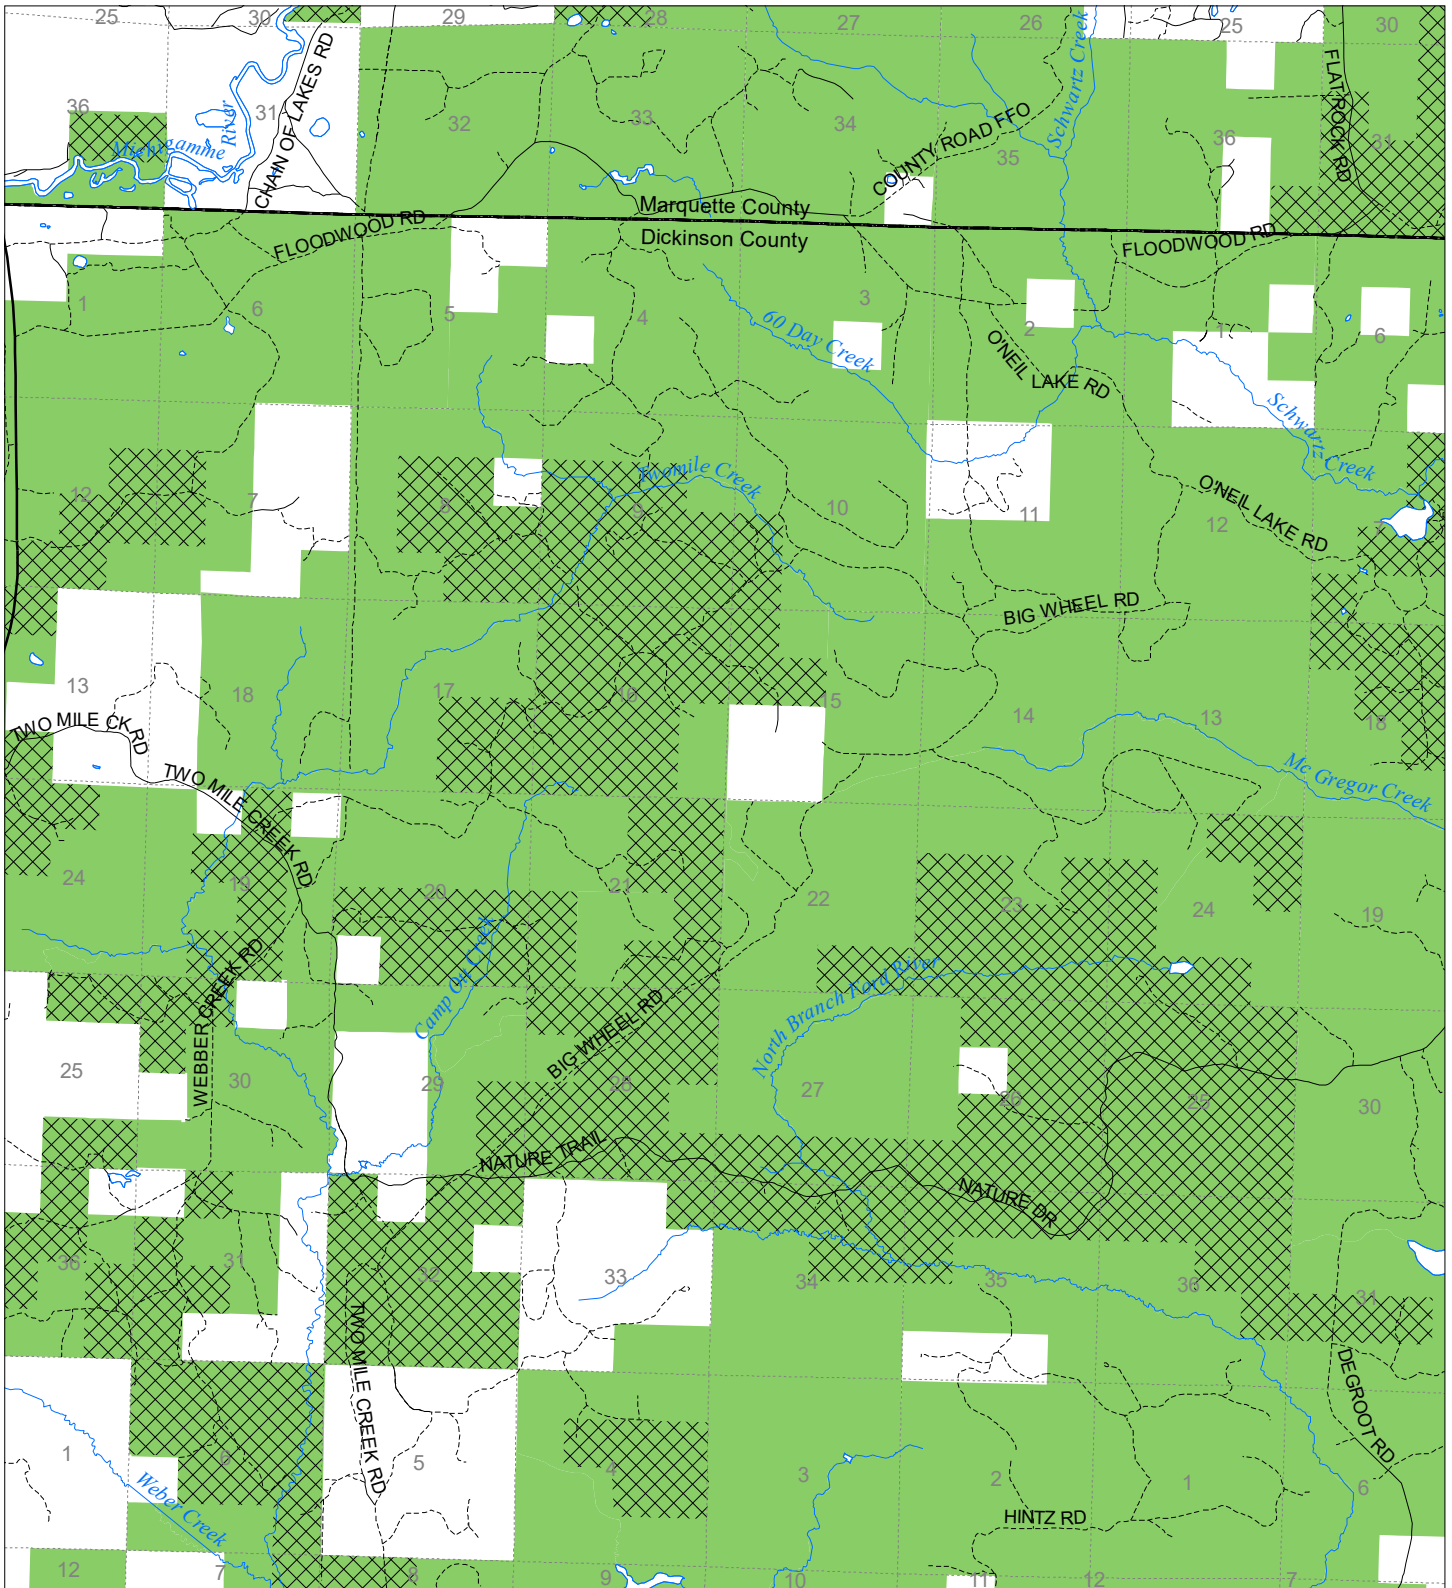 25
30
29
28
27
26
25
30
36
31
32
33
34
35
36
31
CHAIN OF LAKES RD
Michigamme River
Schwartz Creek
COUNTY ROAD FFO
FLAT ROCK RD
Marquette County
Dickinson County
FLOODWOOD RD
FLOODWOOD RD
1
6
5
4
3
2
1
6
60 Day Creek
O'NEIL LAKE RD
Schwartz Creek
Twomile Creek
12
7
8
9
10
11
12
7
O'NEIL LAKE RD
BIG WHEEL RD
13
18
17
16
15
14
13
18
TWO MILE CK RD
TWO MILE CREEK RD
Mc Gregor Creek
24
19
20
21
22
23
24
19
WEBBER CREEK RD
Camp On Creek
BIG WHEEL RD
North Branch Ford River
25
30
29
28
27
26
25
30
NATURE TRAIL
NATURE DR
36
31
32
33
34
35
36
31
TWO MILE CREEK RD
DEGROOT RD
1
6
5
4
3
2
1
6
Weber Creek
HINTZ RD
12
7
8
9
10
11
12
7